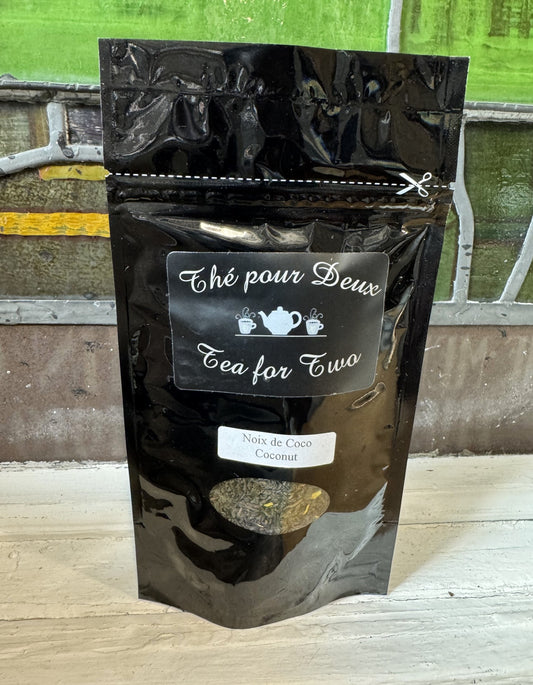 Thé pour Deux
Tea for Two
Noix de Coco
Coconut